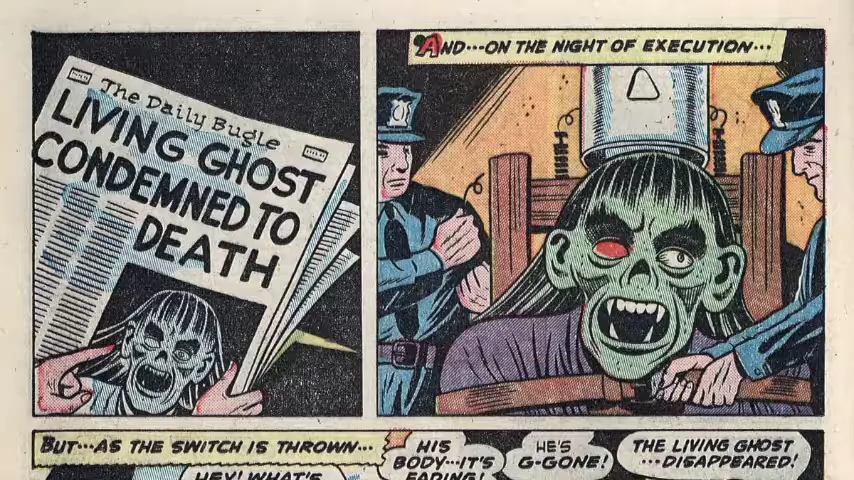 The Daily Bugle
LIVING GHOST
CONDEMNED TO
DEATH
AND...ON THE NIGHT OF EXECUTION...
BUT...AS THE SWITCH IS THROWN...
HEY! WHAT'S
HIS
BODY...IT'S
FADING!
HE'S
G-GONE!
THE LIVING GHOST
...DISAPPEARED!